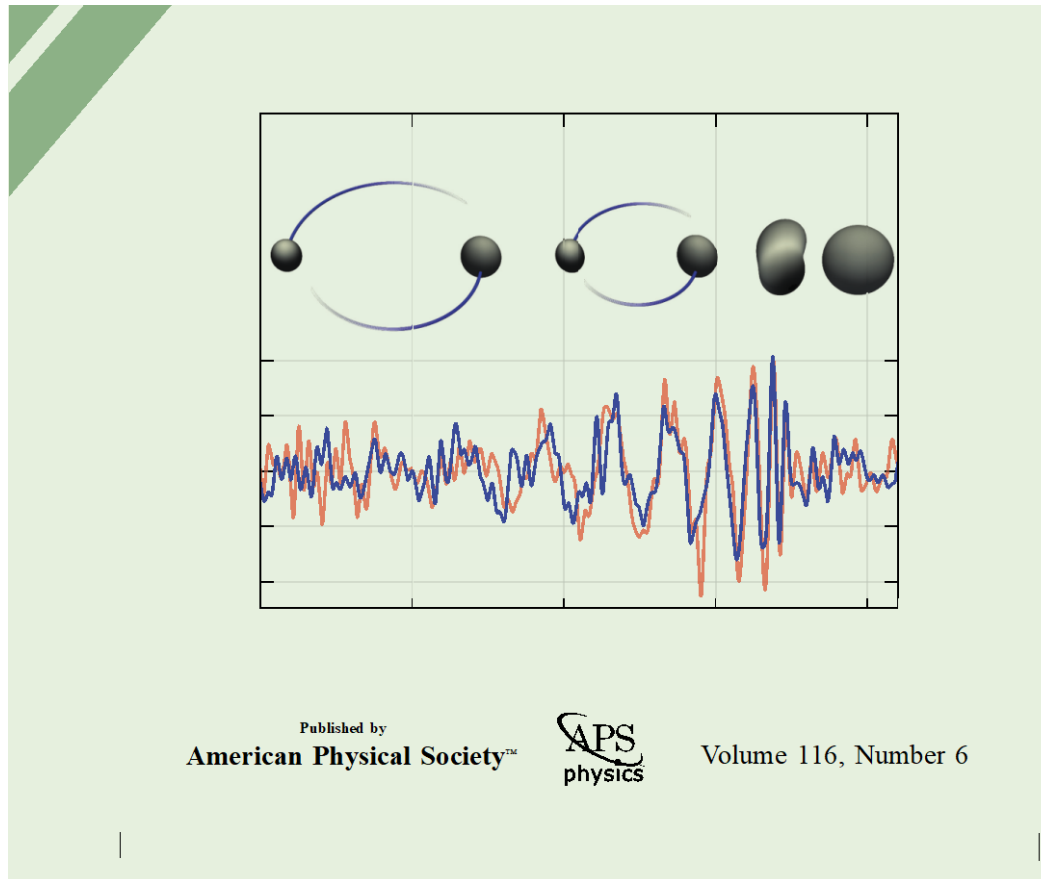 Published by
American Physical Society™
APS
physics
Volume 116, Number 6